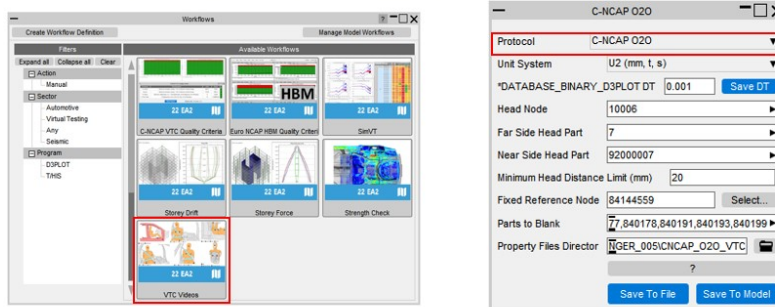 Workflows
?
Create Workflow Definition
Manage Model Workflows
Filters
Available Workflows
Expand all Collapse all Clear
Action
Manual
Sector
Automotive
Virtual Testing
Any
Seismic
Program
D3PLOT
T/HIS
22 EA2
HBM
22 EA2
22 EA2
C-NCAP VTC Quality Criteria
Euro NCAP HBM Quality Criteri
SimVT
22 EA2
22 EA2
22 EA2
Storey Drift
Storey Force
Strength Check
22 EA2
VTC Videos
C-NCAP O2O
Protocol C-NCAP O2O
Unit System U2 (mm, t, s)
*DATABASE_BINARY_D3PLOT DT 0.001 Save DT
Head Node 10006
Far Side Head Part 7
Near Side Head Part 92000007
Minimum Head Distance Limit (mm) 20
Fixed Reference Node 84144559 Select...
Parts to Blank 77,840178,840191,840193,840199
Property Files Director NGER_005\CNCAP_O2O_VTC
?
Save To File Save To Model